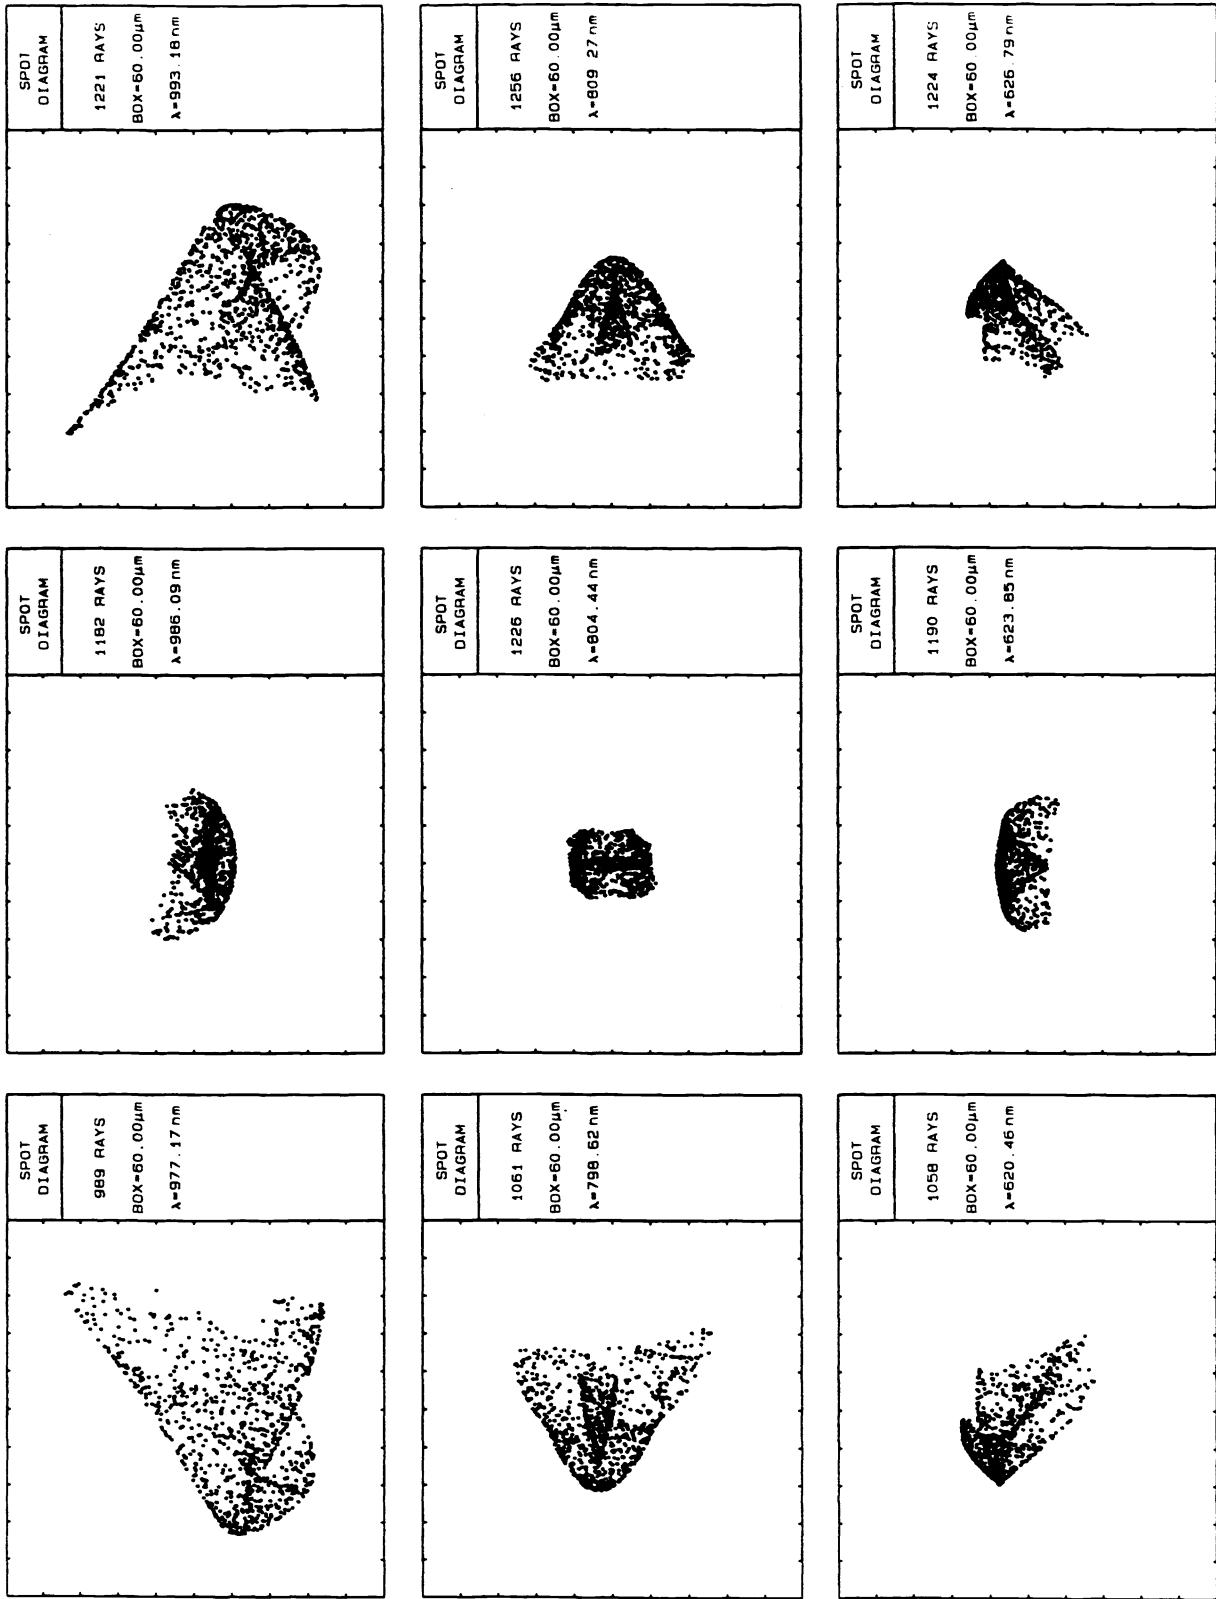 SPOT
DIAGRAM
1221 RAYS
BOX=60.00µm
λ=993.18nm
SPOT
DIAGRAM
1256 RAYS
BOX=60.00µm
λ=809 27nm
SPOT
DIAGRAM
1224 RAYS
BOX=60.00µm
λ=626.79nm
SPOT
DIAGRAM
1182 RAYS
BOX=60.00µm
λ=986.09nm
SPOT
DIAGRAM
1226 RAYS
BOX=60.00µm
λ=804.44nm
SPOT
DIAGRAM
1190 RAYS
BOX=60.00µm
λ=623.85nm
SPOT
DIAGRAM
989 RAYS
BOX=60.00µm
λ=977.17nm
SPOT
DIAGRAM
1061 RAYS
BOX=60.00µm
λ=798.62nm
SPOT
DIAGRAM
1058 RAYS
BOX=60.00µm
λ=620.46nm